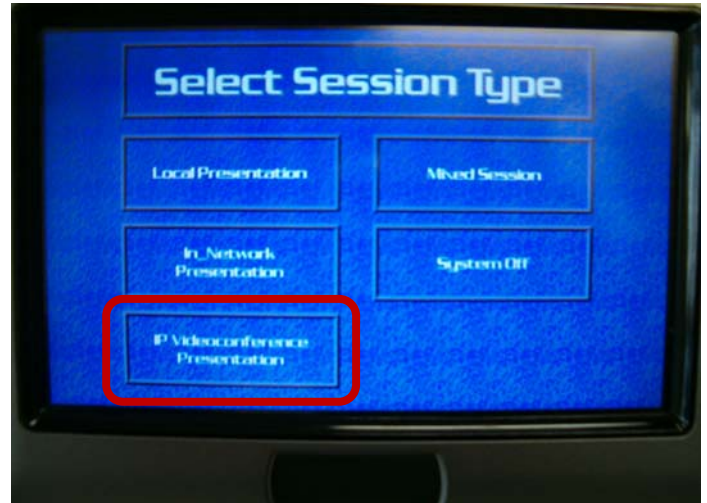 Select Session Type
Local Presentation
Mixed Session
In_Network
Presentation
System Off
IP Videoconference
Presentation